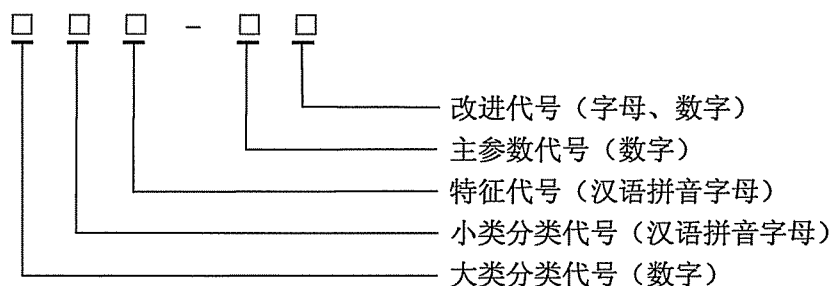 □ □ □ - □ □
改进代号（字母、数字）
主参数代号（数字）
特征代号（汉语拼音字母）
小类分类代号（汉语拼音字母）
大类分类代号（数字）